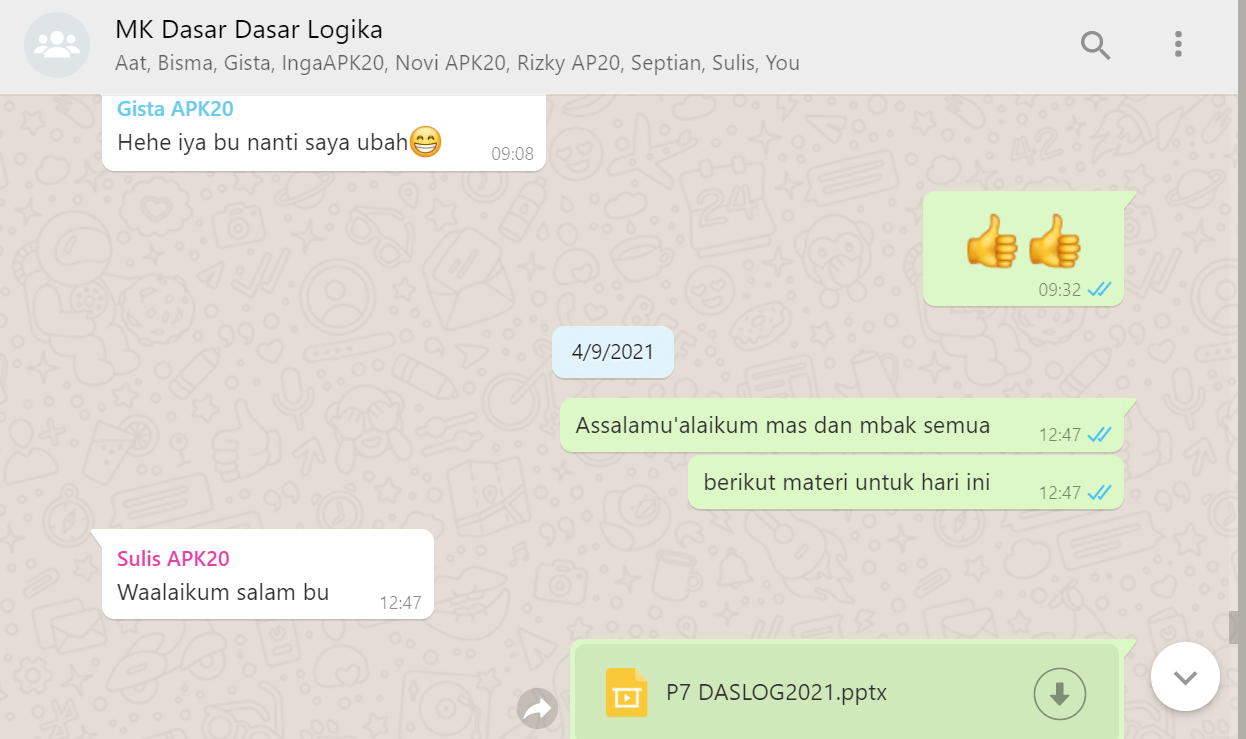 MK Dasar Dasar Logika
Aat, Bisma, Gista, IngaAPK20, Novi APK20, Rizky AP20, Septian, Sulis, You
Gista APK20
Hehe iya bu nanti saya ubah😁
09:08
👍👍
09:32
4/9/2021
Assalamu'alaikum mas dan mbak semua
12:47
berikut materi untuk hari ini
12:47
Sulis APK20
Waalaikum salam bu
12:47
P7 DASLOG2021.pptx